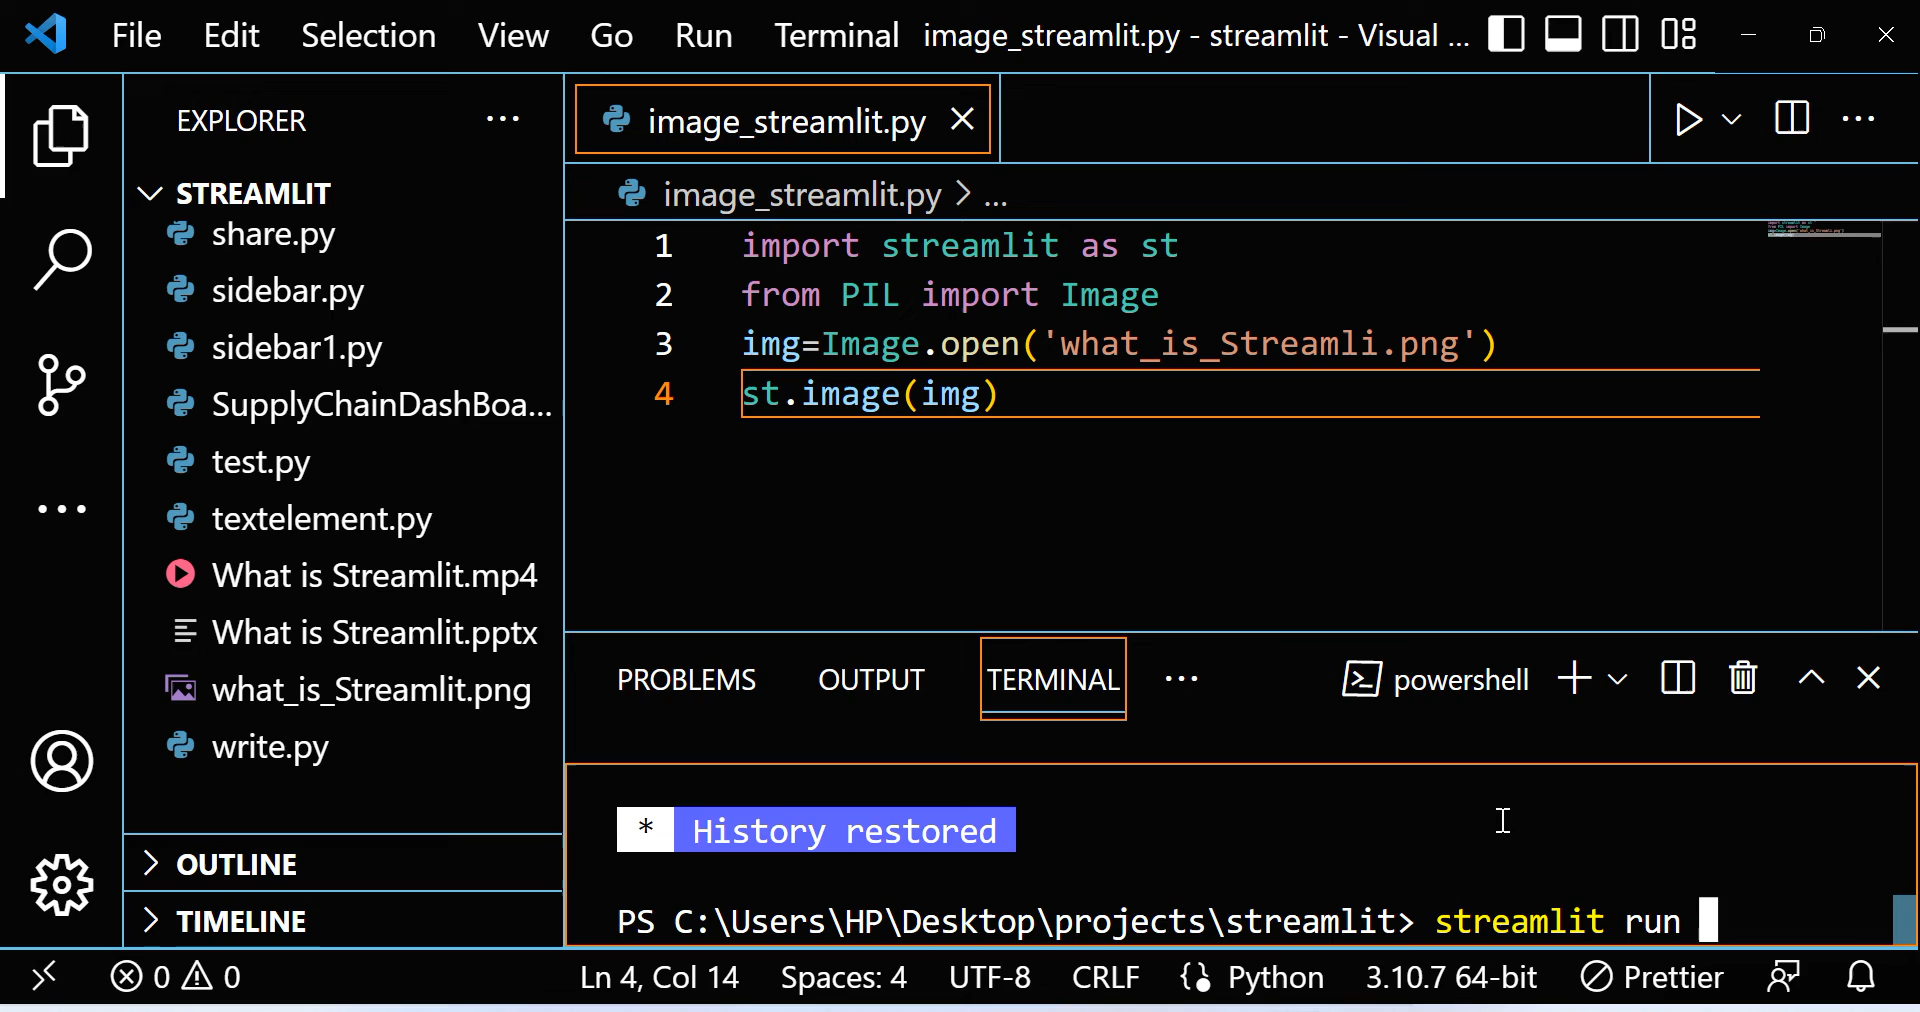 File Edit Selection View Go Run Terminal image_streamlit.py - streamlit - Visual ...
EXPLORER ...
STREAMLIT
share.py
sidebar.py
sidebar1.py
SupplyChainDashBoa...
test.py
textelement.py
What is Streamlit.mp4
What is Streamlit.pptx
what_is_Streamlit.png
write.py
OUTLINE
TIMELINE
image_streamlit.py
image_streamlit.py > ...
1 import streamlit as st
2 from PIL import Image
3 img=Image.open('what_is_Streamli.png')
4 st.image(img)
PROBLEMS OUTPUT TERMINAL ... powershell
* History restored
PS C:\Users\HP\Desktop\projects\streamlit> streamlit run
0 0 Ln 4, Col 14 Spaces: 4 UTF-8 CRLF Python 3.10.7 64-bit Prettier